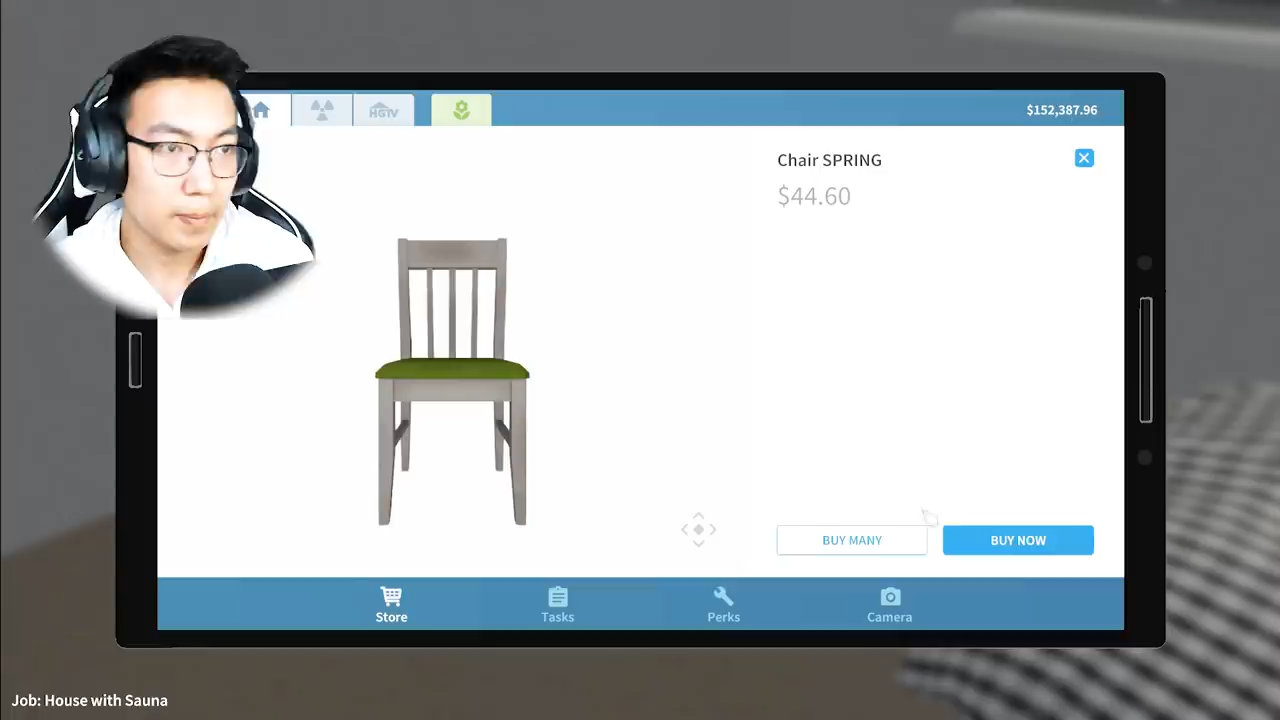 HGTV
$152,387.96
Chair SPRING
$44.60
BUY MANY
BUY NOW
Store
Tasks
Perks
Camera
Job: House with Sauna